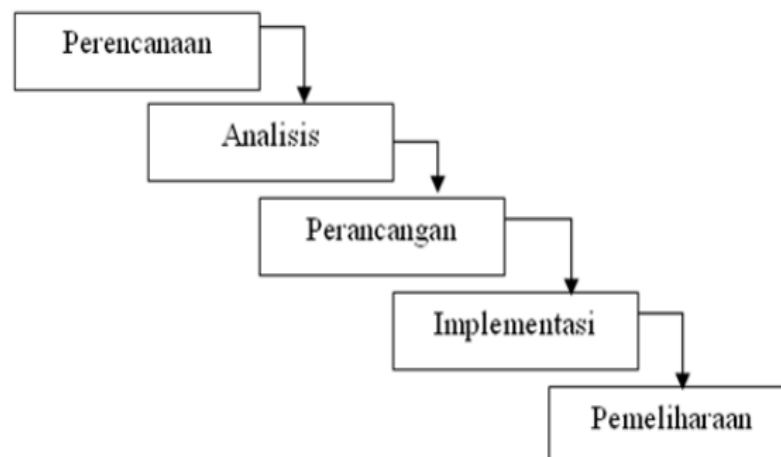 Perencanaan
Analisis
Perancangan
Implementasi
Pemeliharaan